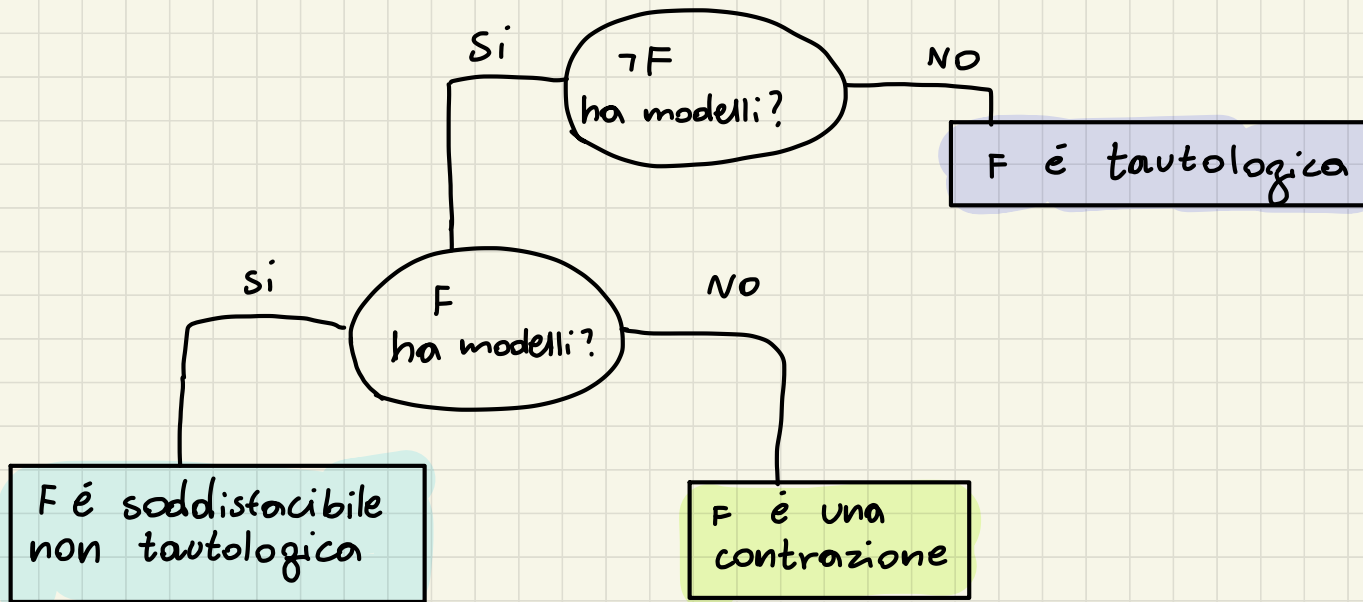 Si
¬F
ha modelli?
NO
F é tautologica
Si
F
ha modelli?
NO
F é soddisfacibile
non tautologica
F é una
contrazione